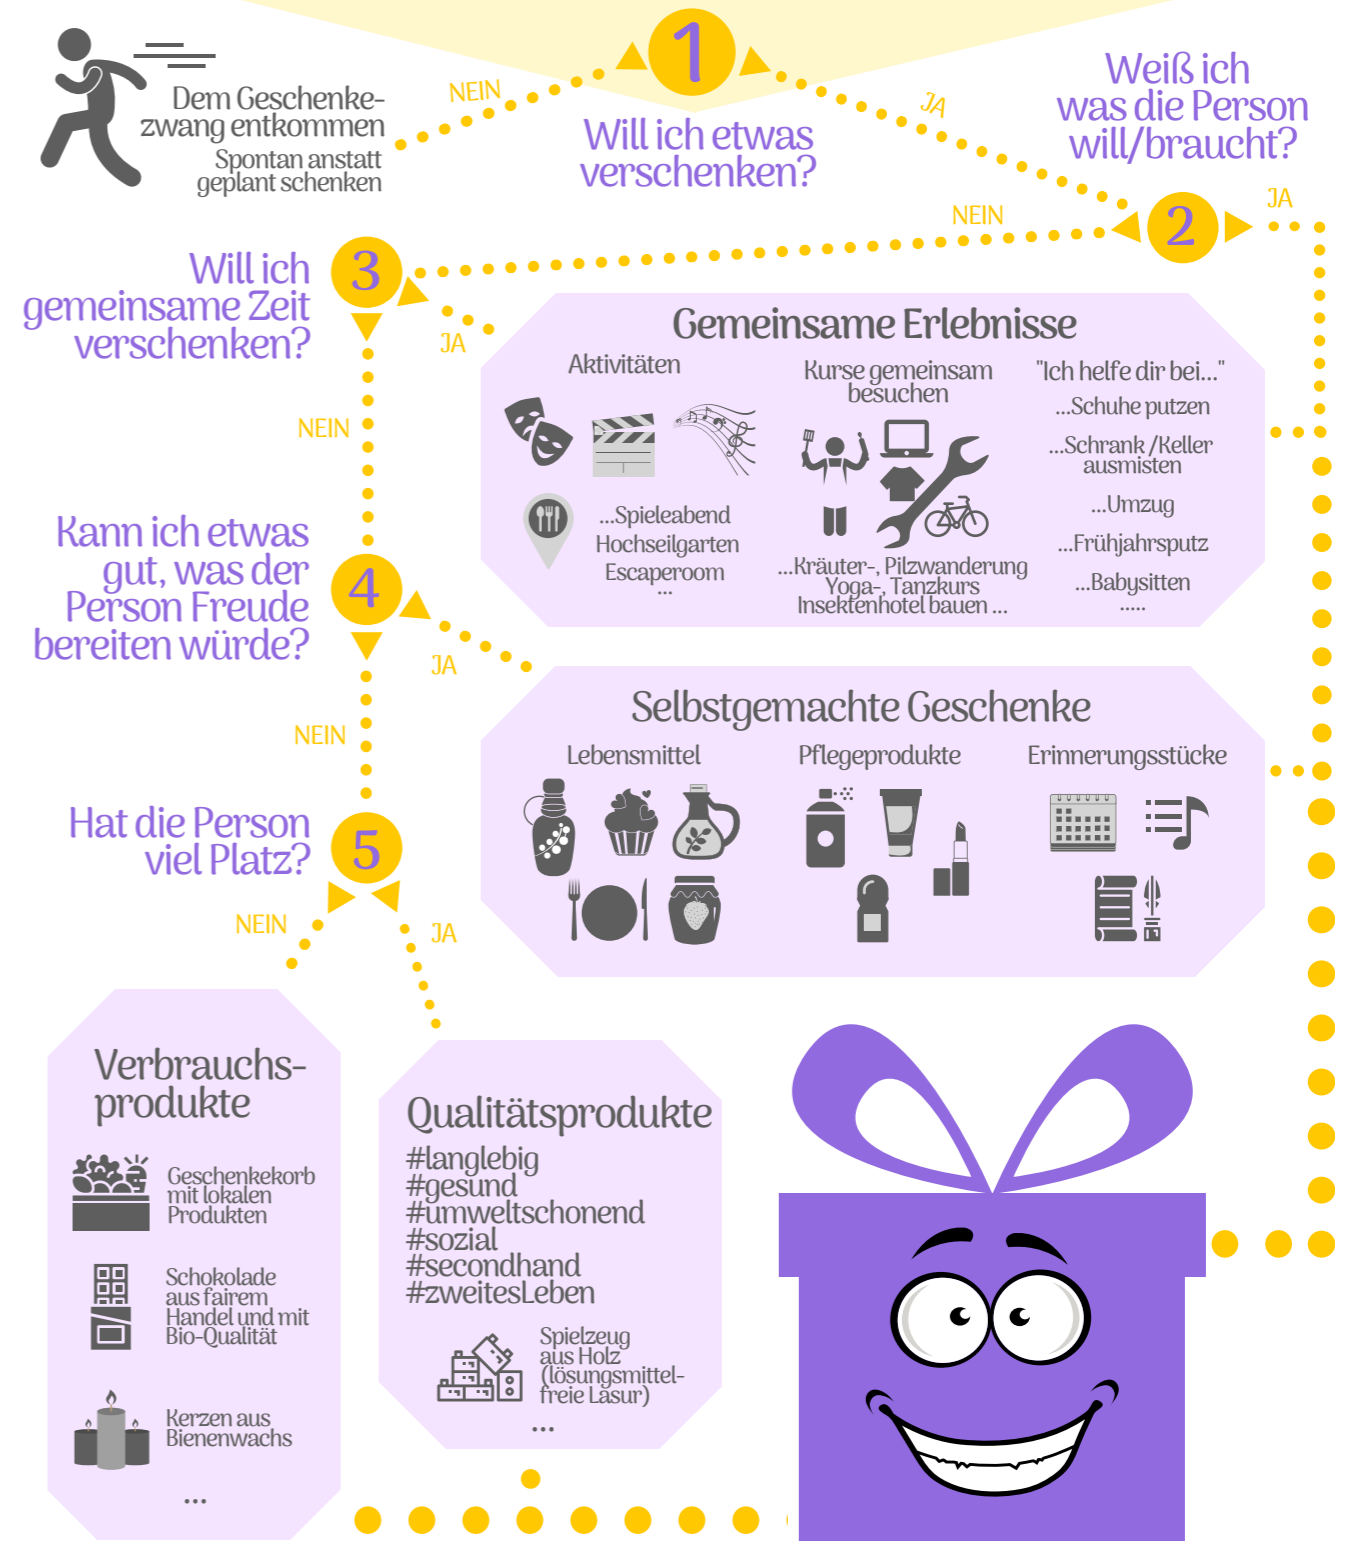 1
Will ich etwas
verschenken?
NEIN
Dem Geschenke-
zwang entkommen
Spontan anstatt
geplant schenken
JA
Weiß ich
was die Person
will/braucht?
2
JA
NEIN
Will ich
gemeinsame Zeit
verschenken?
3
JA
Gemeinsame Erlebnisse
Aktivitäten
...Spieleabend
Hochseilgarten
Escaperoom
...
Kurse gemeinsam
besuchen
...Kräuter-, Pilzwanderung
Yoga-, Tanzkurs
Insektenhotel bauen ...
"Ich helfe dir bei..."
...Schuhe putzen
...Schrank /Keller
ausmisten
...Umzug
...Frühjahrsputz
...Babysitten
.....
NEIN
Kann ich etwas
gut, was der
Person Freude
bereiten würde?
4
JA
Selbstgemachte Geschenke
Lebensmittel
Pflegeprodukte
Erinnerungsstücke
NEIN
Hat die Person
viel Platz?
5
NEIN
JA
Verbrauchs-
produkte
Geschenkekorb
mit lokalen
Produkten
Schokolade
aus fairem
Handel und mit
Bio-Qualität
Kerzen aus
Bienenwachs
...
Qualitätsprodukte
#langlebig
#gesund
#umweltschonend
#sozial
#secondhand
#zweitesLeben
Spielzeug
aus Holz
(lösungsmittel-
freie Lasur)
...